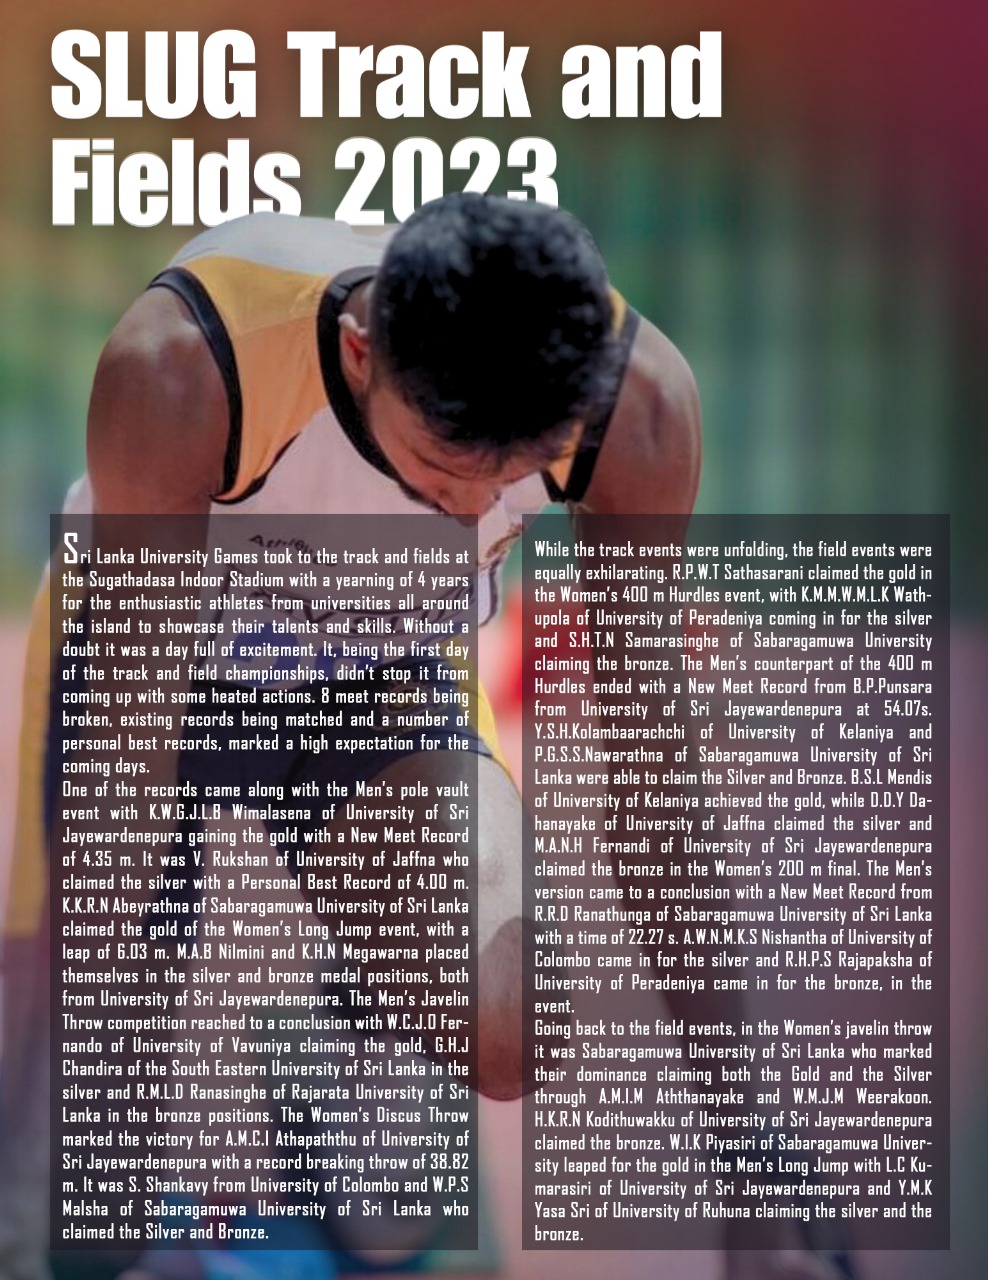 SLUG Track and
Fields 2023
Sri Lanka University Games took to the track and fields at
the Sugathadasa Indoor Stadium with a yearning of 4 years
for the enthusiastic athletes from universities all around
the island to showcase their talents and skills. Without a
doubt it was a day full of excitement. It, being the first day
of the track and field championships, didn't stop it from
coming up with some heated actions. 8 meet records being
broken, existing records being matched and a number of
personal best records, marked a high expectation for the
coming days.
One of the records came along with the Men's pole vault
event with K.W.G.J.L.B Wimalasena of University of Sri
Jayewardenepura gaining the gold with a New Meet Record
of 4.35 m. It was V. Rukshan of University of Jaffna who
claimed the silver with a Personal Best Record of 4.00 m.
K.K.R.N Abeyrathna of Sabaragamuwa University of Sri Lanka
claimed the gold of the Women's Long Jump event, with a
leap of 6.03 m. M.A.B Nilmini and K.H.N Megawarna placed
themselves in the silver and bronze medal positions, both
from University of Sri Jayewardenepura. The Men's Javelin
Throw competition reached to a conclusion with W.C.J.O Fer-
nando of University of Vavuniya claiming the gold, G.H.J
Chandira of the South Eastern University of Sri Lanka in the
silver and R.M.L.D Ranasinghe of Rajarata University of Sri
Lanka in the bronze positions. The Women's Discus Throw
marked the victory for A.M.C.I Athapaththu of University of
Sri Jayewardenepura with a record breaking throw of 38.82
m. It was S. Shankavy from University of Colombo and W.P.S
Malsha of Sabaragamuwa University of Sri Lanka who
claimed the Silver and Bronze.
While the track events were unfolding, the field events were
equally exhilarating. R.P.W.T Sathasarani claimed the gold in
the Women's 400 m Hurdles event, with K.M.M.W.M.L.K Wath-
upola of University of Peradeniya coming in for the silver
and S.H.T.N Samarasinghe of Sabaragamuwa University
claiming the bronze. The Men's counterpart of the 400 m
Hurdles ended with a New Meet Record from B.P.Punsara
from University of Sri Jayewardenepura at 54.07s.
Y.S.H.Kolambaarachchi of University of Kelaniya and
P.G.S.S.Nawarathna of Sabaragamuwa University of Sri
Lanka were able to claim the Silver and Bronze. B.S.L Mendis
of University of Kelaniya achieved the gold, while D.D.Y Da-
hanayake of University of Jaffna claimed the silver and
M.A.N.H Fernandi of University of Sri Jayewardenepura
claimed the bronze in the Women's 200 m final. The Men's
version came to a conclusion with a New Meet Record from
R.R.D Ranathunga of Sabaragamuwa University of Sri Lanka
with a time of 22.27 s. A.W.N.M.K.S Nishantha of University of
Colombo came in for the silver and R.H.P.S Rajapaksha of
University of Peradeniya came in for the bronze, in the
event.
Going back to the field events, in the Women's javelin throw
it was Sabaragamuwa University of Sri Lanka who marked
their dominance claiming both the Gold and the Silver
through A.M.I.M Aththanayake and W.M.J.M Weerakoon.
H.K.R.N Kodithuwakku of University of Sri Jayewardenepura
claimed the bronze. W.I.K Piyasiri of Sabaragamuwa Univer-
sity leaped for the gold in the Men's Long Jump with L.C Ku-
marasiri of University of Sri Jayewardenepura and Y.M.K
Yasa Sri of University of Ruhuna claiming the silver and the
bronze.